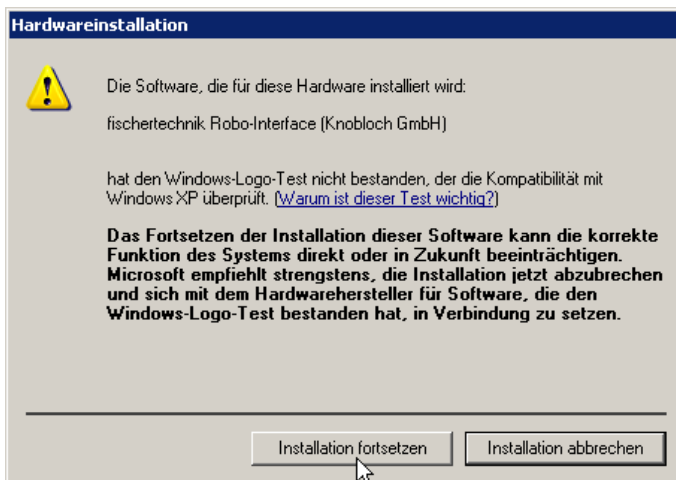 Hardwareinstallation
Die Software, die für diese Hardware installiert wird:
fischertechnik Robo-Interface (Knobloch GmbH)
hat den Windows-Logo-Test nicht bestanden, der die Kompatibilität mit
Windows XP überprüft. (Warum ist dieser Test wichtig?)
Das Fortsetzen der Installation dieser Software kann die korrekte
Funktion des Systems direkt oder in Zukunft beeinträchtigen.
Microsoft empfiehlt strengstens, die Installation jetzt abzubrechen
und sich mit dem Hardwarehersteller für Software, die den
Windows-Logo-Test bestanden hat, in Verbindung zu setzen.
Installation fortsetzen
Installation abbrechen